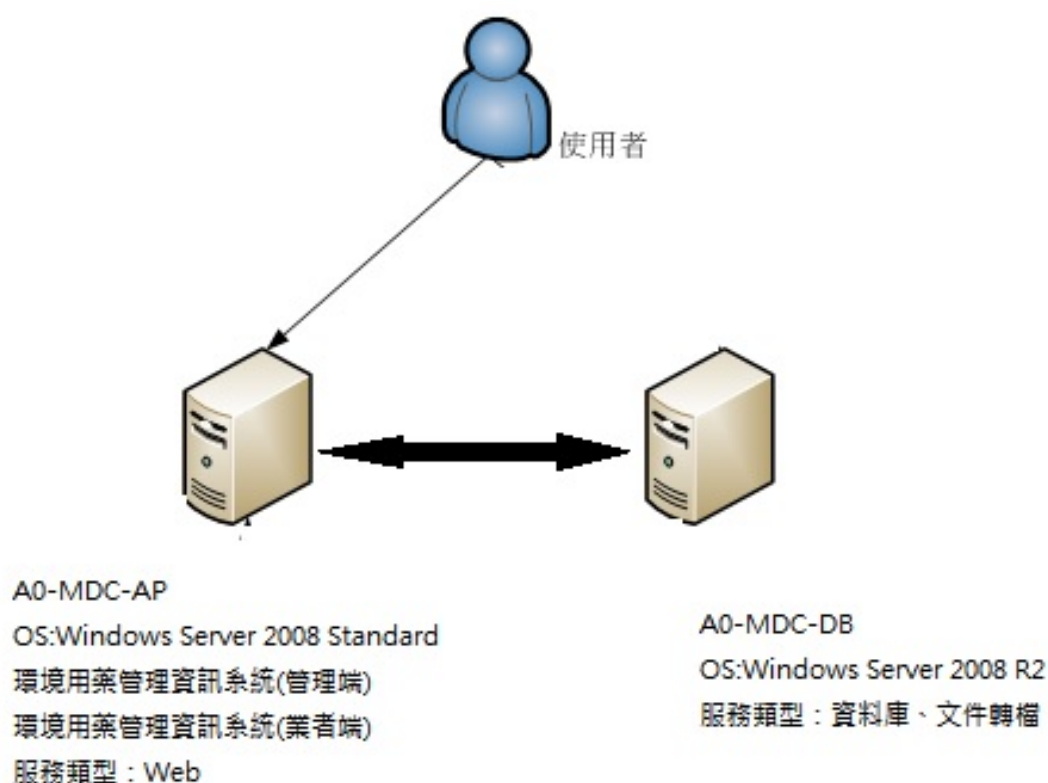 使用者
A0-MDC-AP
OS:Windows Server 2008 Standard
環境用藥管理資訊系統(管理端)
環境用藥管理資訊系統(業者端)
服務類型：Web
A0-MDC-DB
OS:Windows Server 2008 R2
服務類型：資料庫、文件轉檔